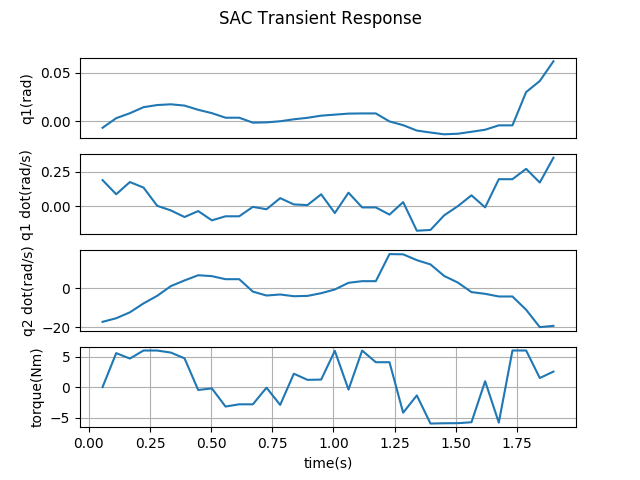 SAC Transient Response
q1(rad)
0.05
0.00
q1 dot(rad/s)
0.25
0.00
q2 dot(rad/s)
0
−20
torque(Nm)
5
0
−5
0.00 0.25 0.50 0.75 1.00 1.25 1.50 1.75
time(s)